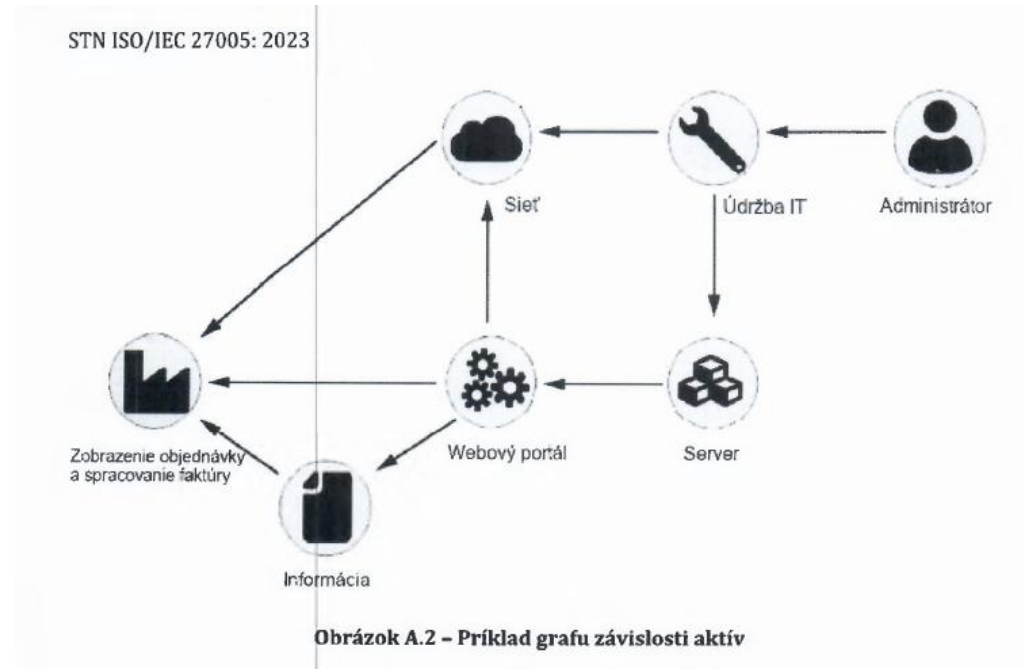 STN ISO/IEC 27005: 2023
Sieť
Údržba IT
Administrátor
Zobrazenie objednávky
a spracovanie faktúry
Webový portál
Server
Informácia
Obrázok A.2 – Príklad grafu závislosti aktív